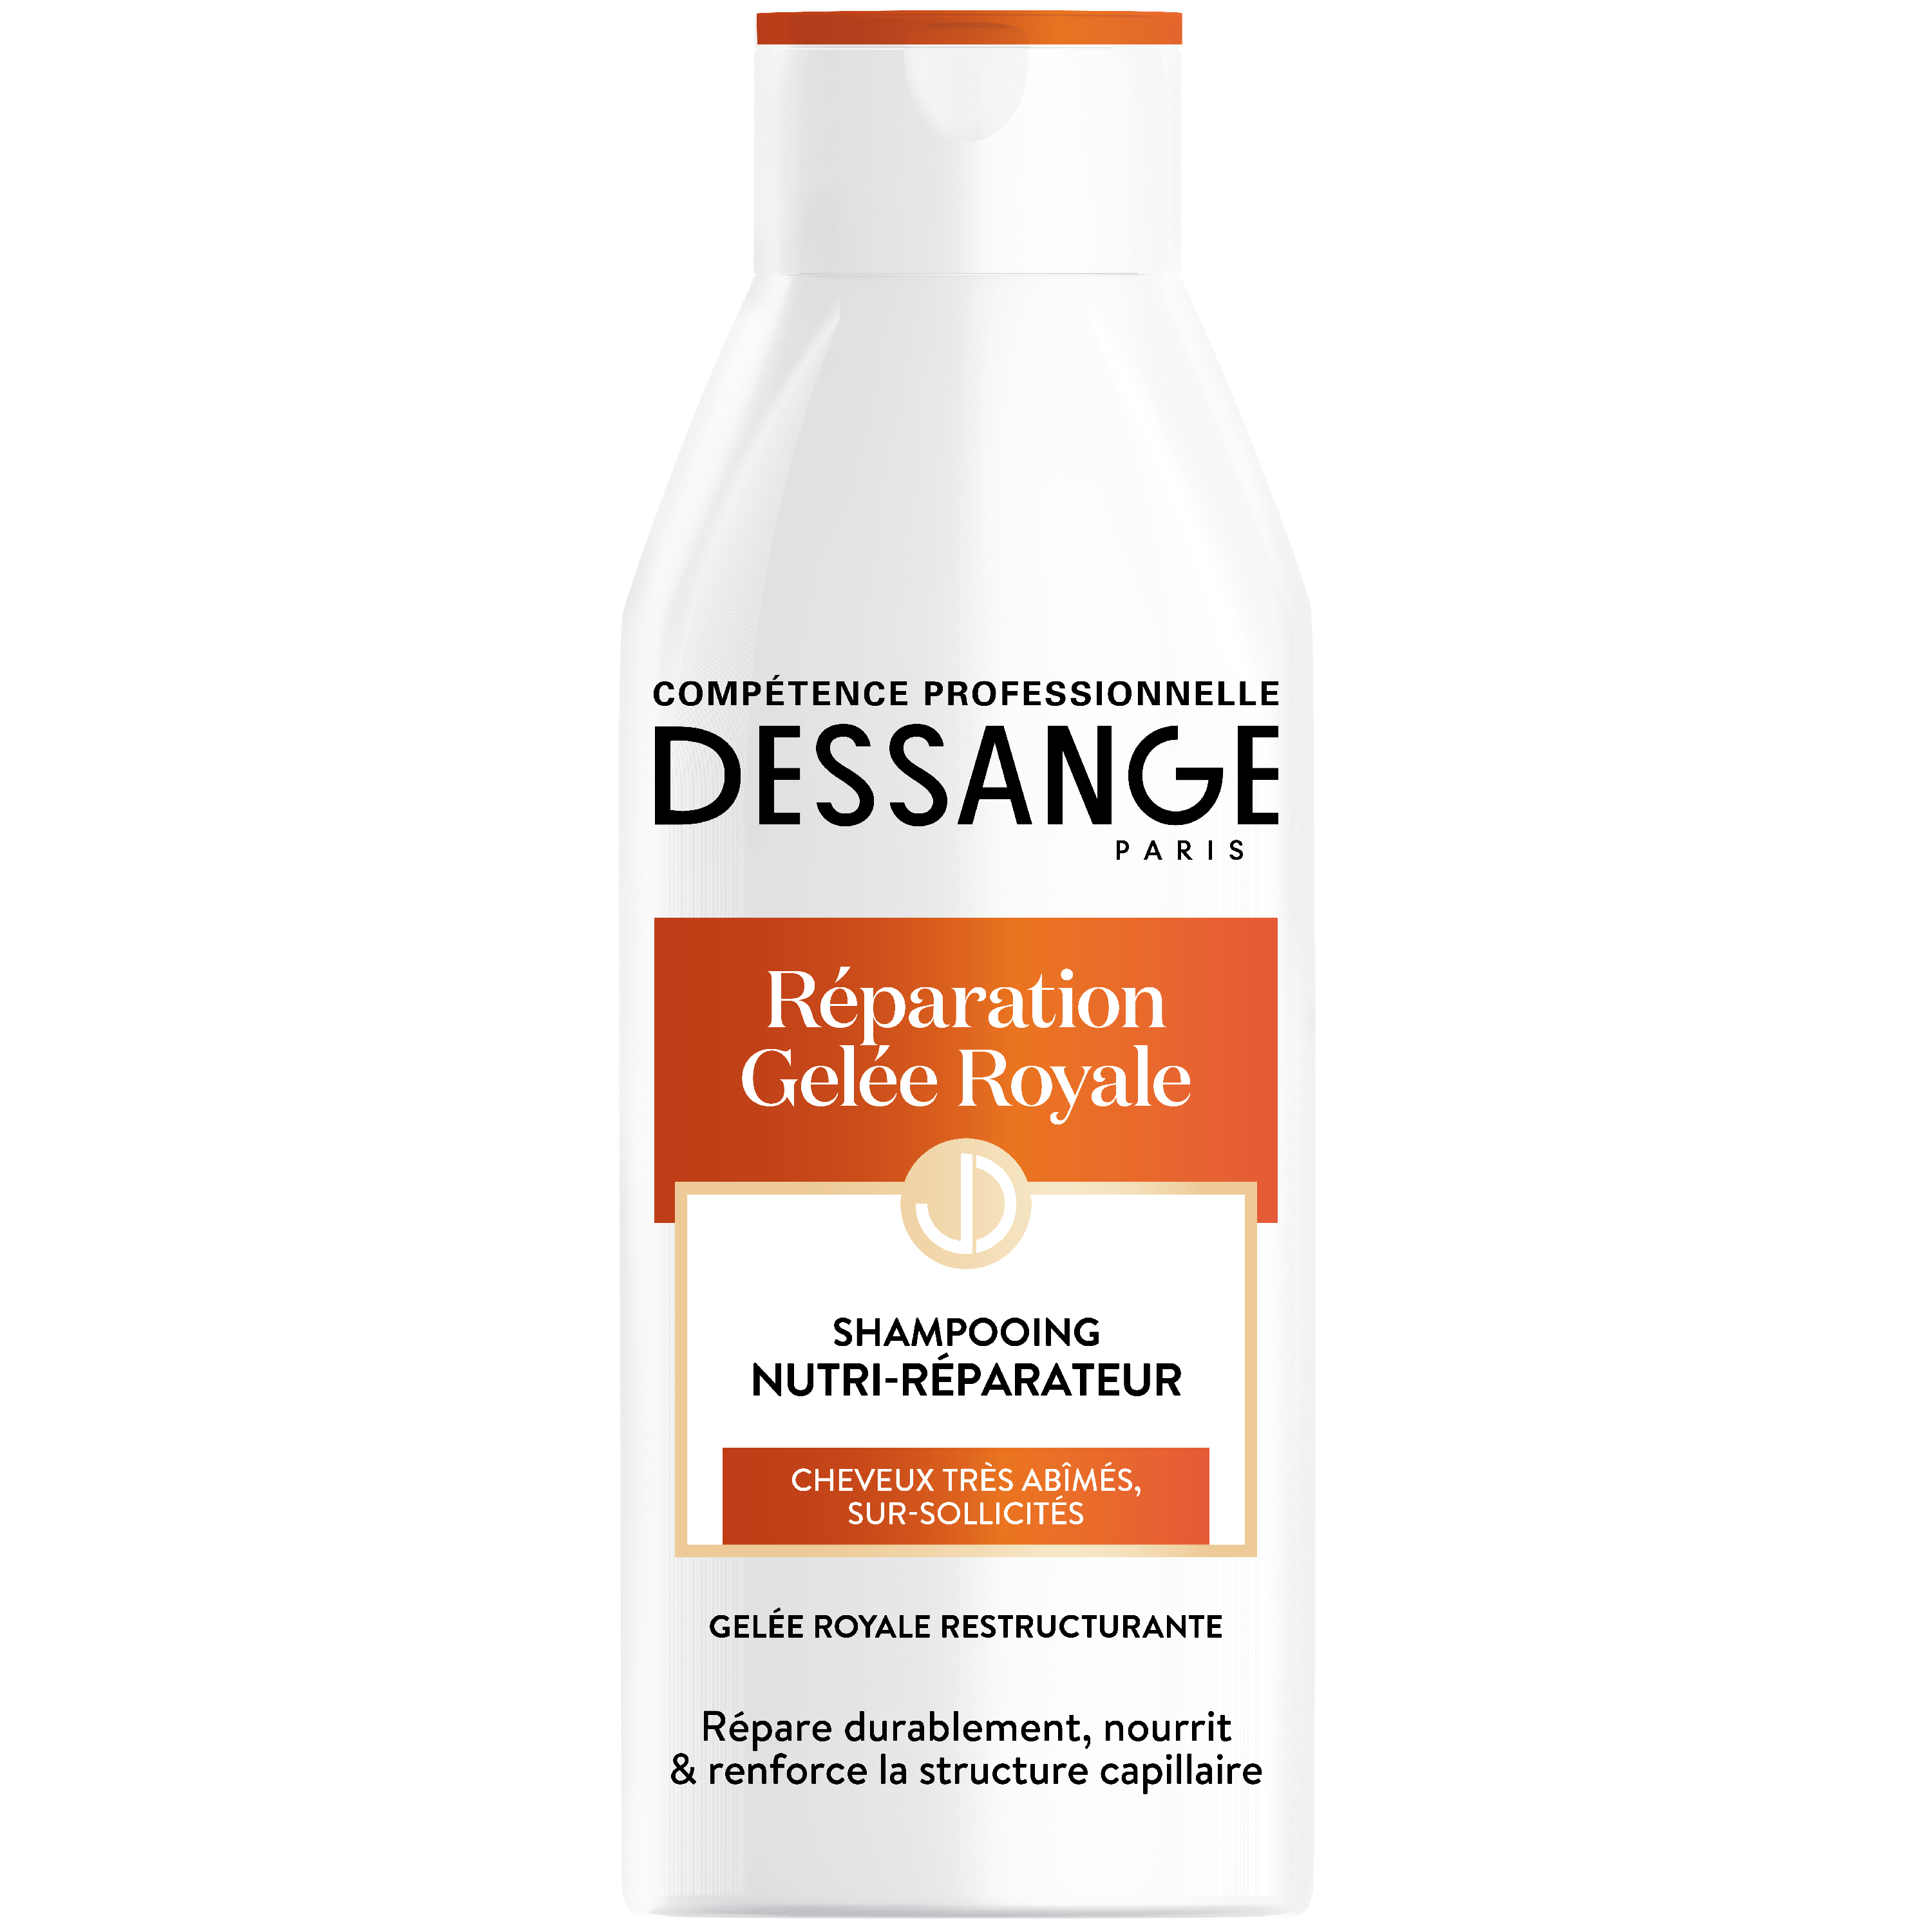 COMPÉTENCE PROFESSIONNELLE
DESSANGE
PARIS
Réparation
Gelée Royale
JD
SHAMPOOING
NUTRI-RÉPARATEUR
CHEVEUX TRÈS ABÎMÉS,
SUR-SOLLICITÉS
GELÉE ROYALE RESTRUCTURANTE
Répare durablement, nourrit
& renforce la structure capillaire